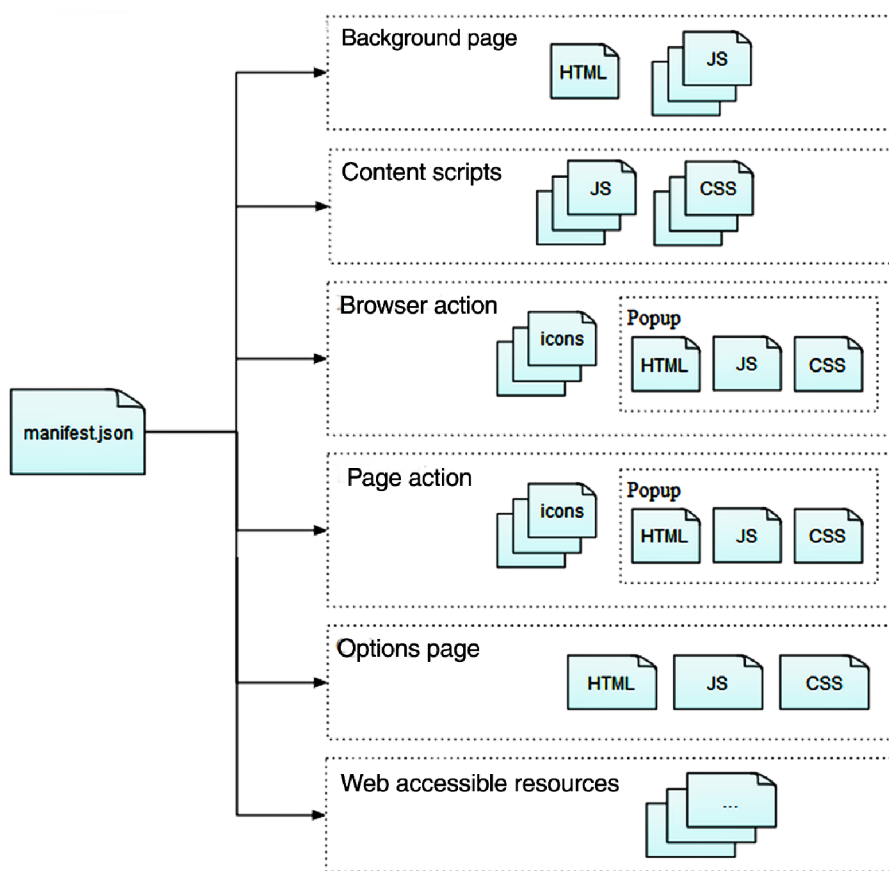 Background page
HTML
JS
Content scripts
JS
CSS
Browser action
icons
Popup
HTML
JS
CSS
manifest.json
Page action
icons
Popup
HTML
JS
CSS
Options page
HTML
JS
CSS
Web accessible resources
...